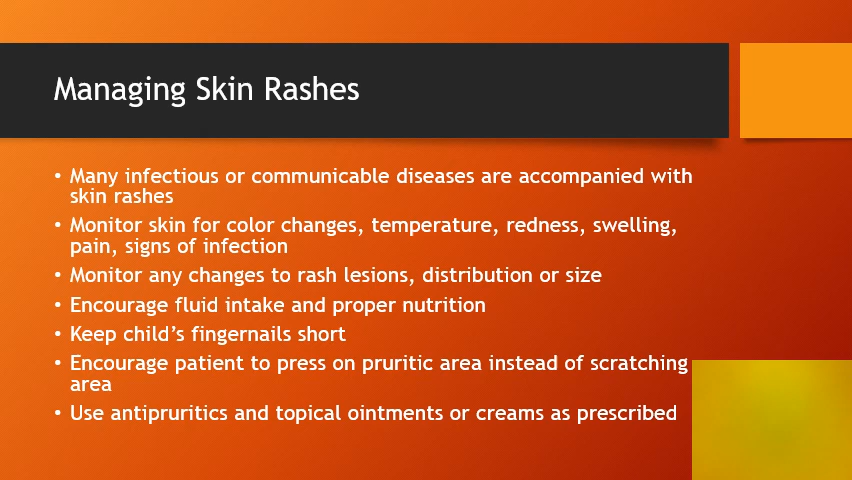 Managing Skin Rashes
• Many infectious or communicable diseases are accompanied with
skin rashes
• Monitor skin for color changes, temperature, redness, swelling,
pain, signs of infection
• Monitor any changes to rash lesions, distribution or size
• Encourage fluid intake and proper nutrition
• Keep child’s fingernails short
• Encourage patient to press on pruritic area instead of scratching
area
• Use antipruritics and topical ointments or creams as prescribed